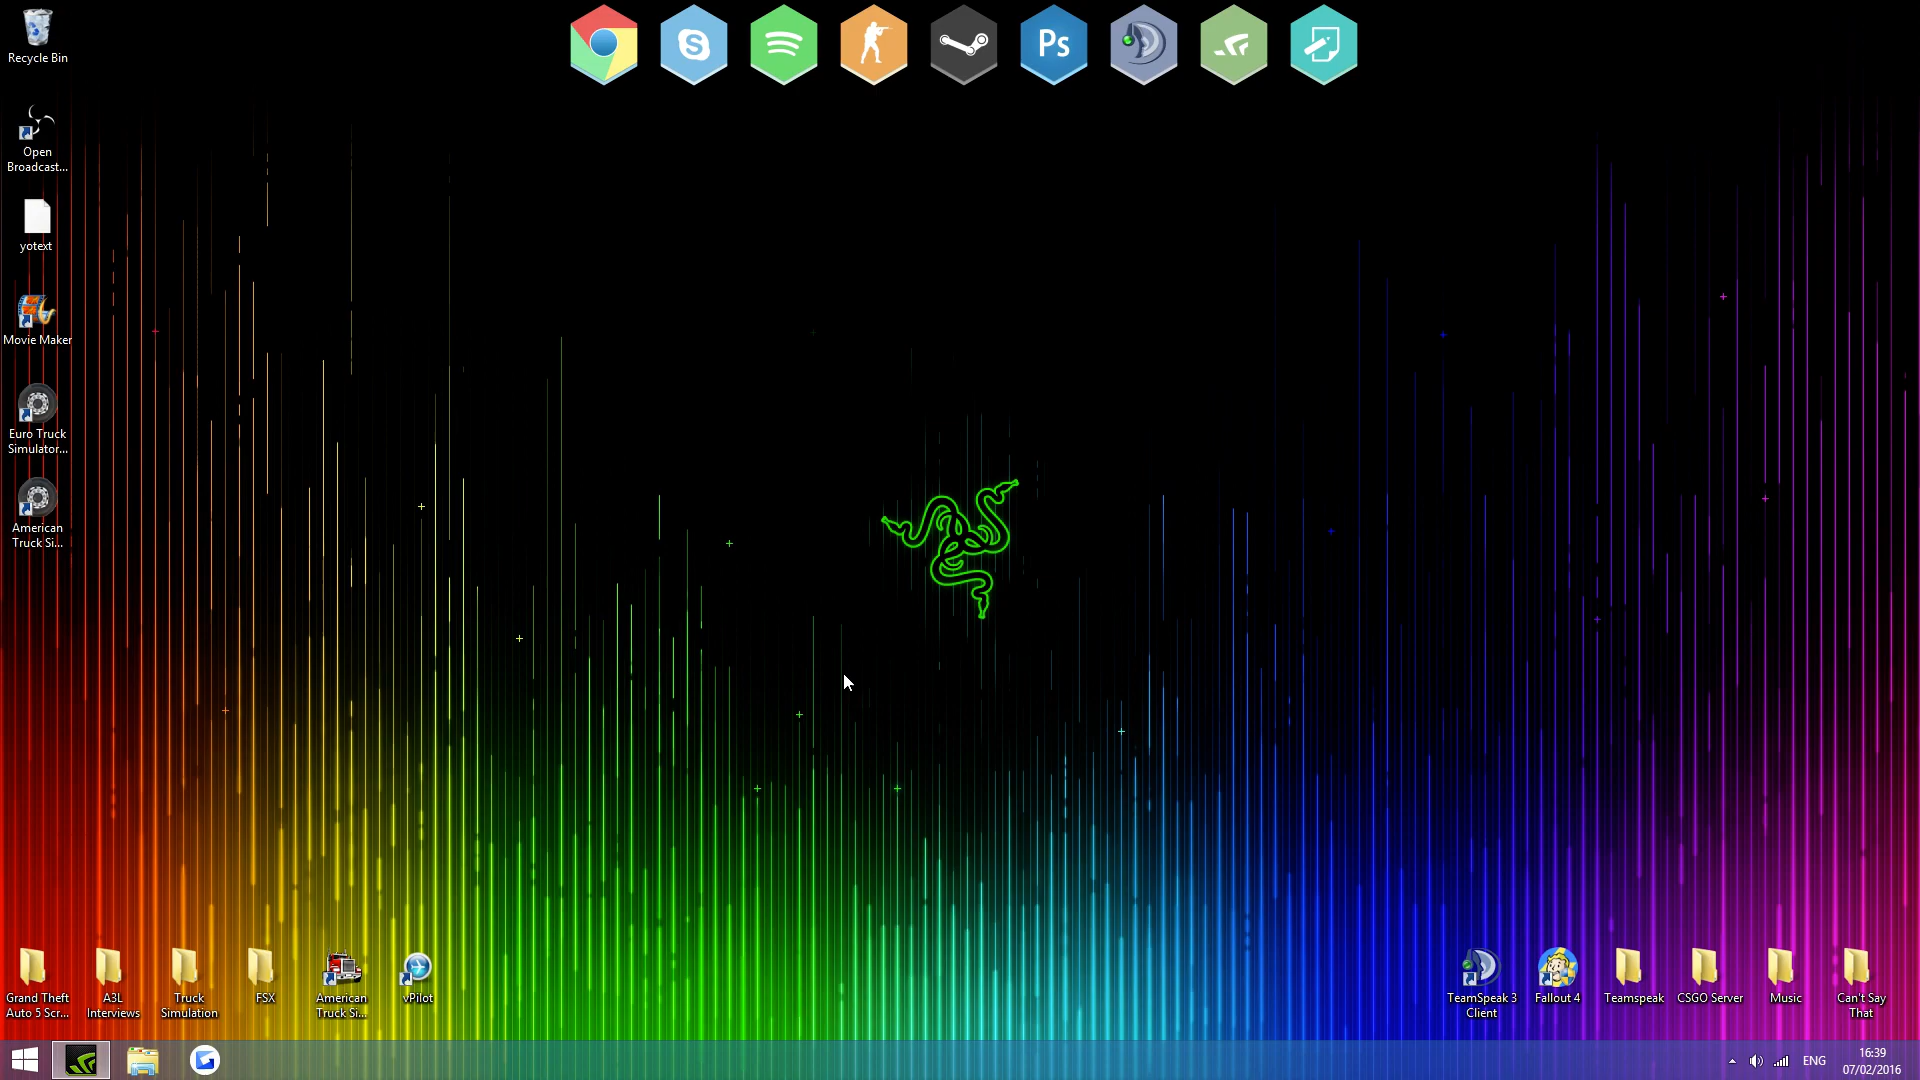 Ps
Recycle Bin
Open
Broadcast...
yotext
Movie Maker
Euro Truck
Simulator...
American
Truck Si...
Grand Theft
Auto 5 Scr...
A3L
Interviews
Truck
Simulation
FSX
American
Truck Si...
vPilot
TeamSpeak 3
Client
Fallout 4
Teamspeak
CSGO Server
Music
Can't Say
That
ENG
16:39
07/02/2016